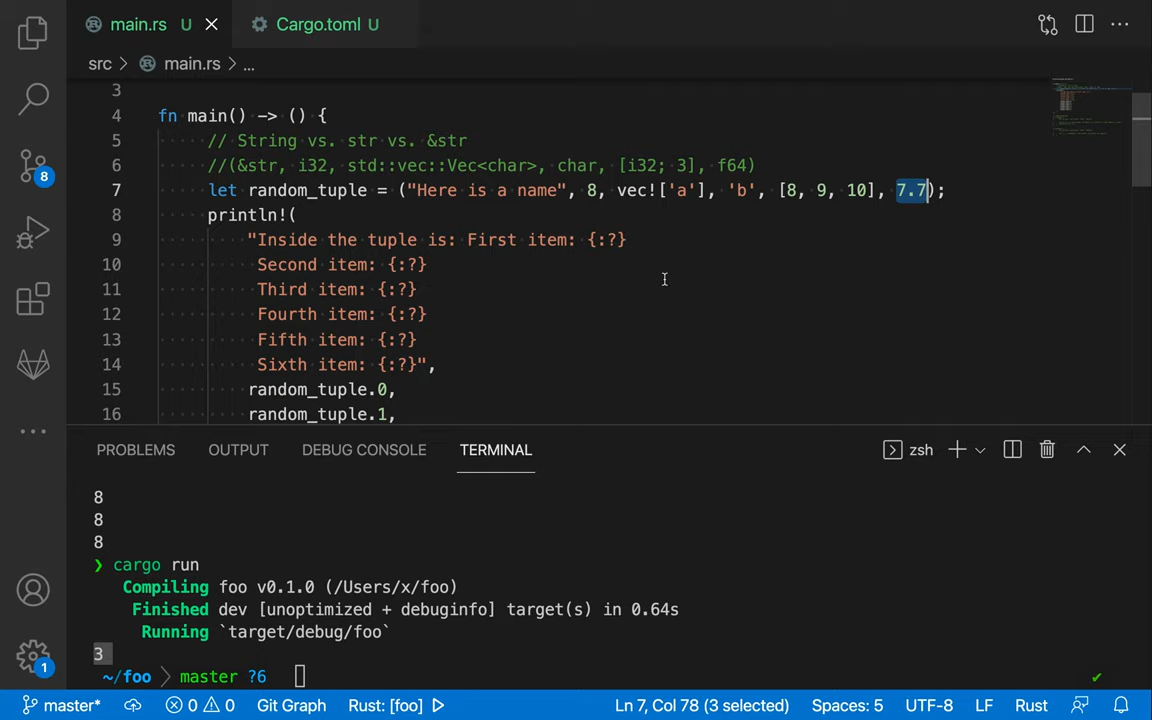 main.rs U Cargo.toml U
src > main.rs > ...
3
4 fn main() -> () {
5 // String vs. str vs. &str
6 //(&str, i32, std::vec::Vec<char>, char, [i32; 3], f64)
7 let random_tuple = ("Here is a name", 8, vec!['a'], 'b', [8, 9, 10], 7.7);
8 println!(
9 "Inside the tuple is: First item: {:?}
10 Second item: {:?}
11 Third item: {:?}
12 Fourth item: {:?}
13 Fifth item: {:?}
14 Sixth item: {:?}",
15 random_tuple.0,
16 random_tuple.1,
8
PROBLEMS OUTPUT DEBUG CONSOLE TERMINAL zsh
8
8
8
❯ cargo run
Compiling foo v0.1.0 (/Users/x/foo)
Finished dev [unoptimized + debuginfo] target(s) in 0.64s
Running `target/debug/foo`
3
~/foo master ?6
1
master* 0 0 Git Graph Rust: [foo] Ln 7, Col 78 (3 selected) Spaces: 5 UTF-8 LF Rust